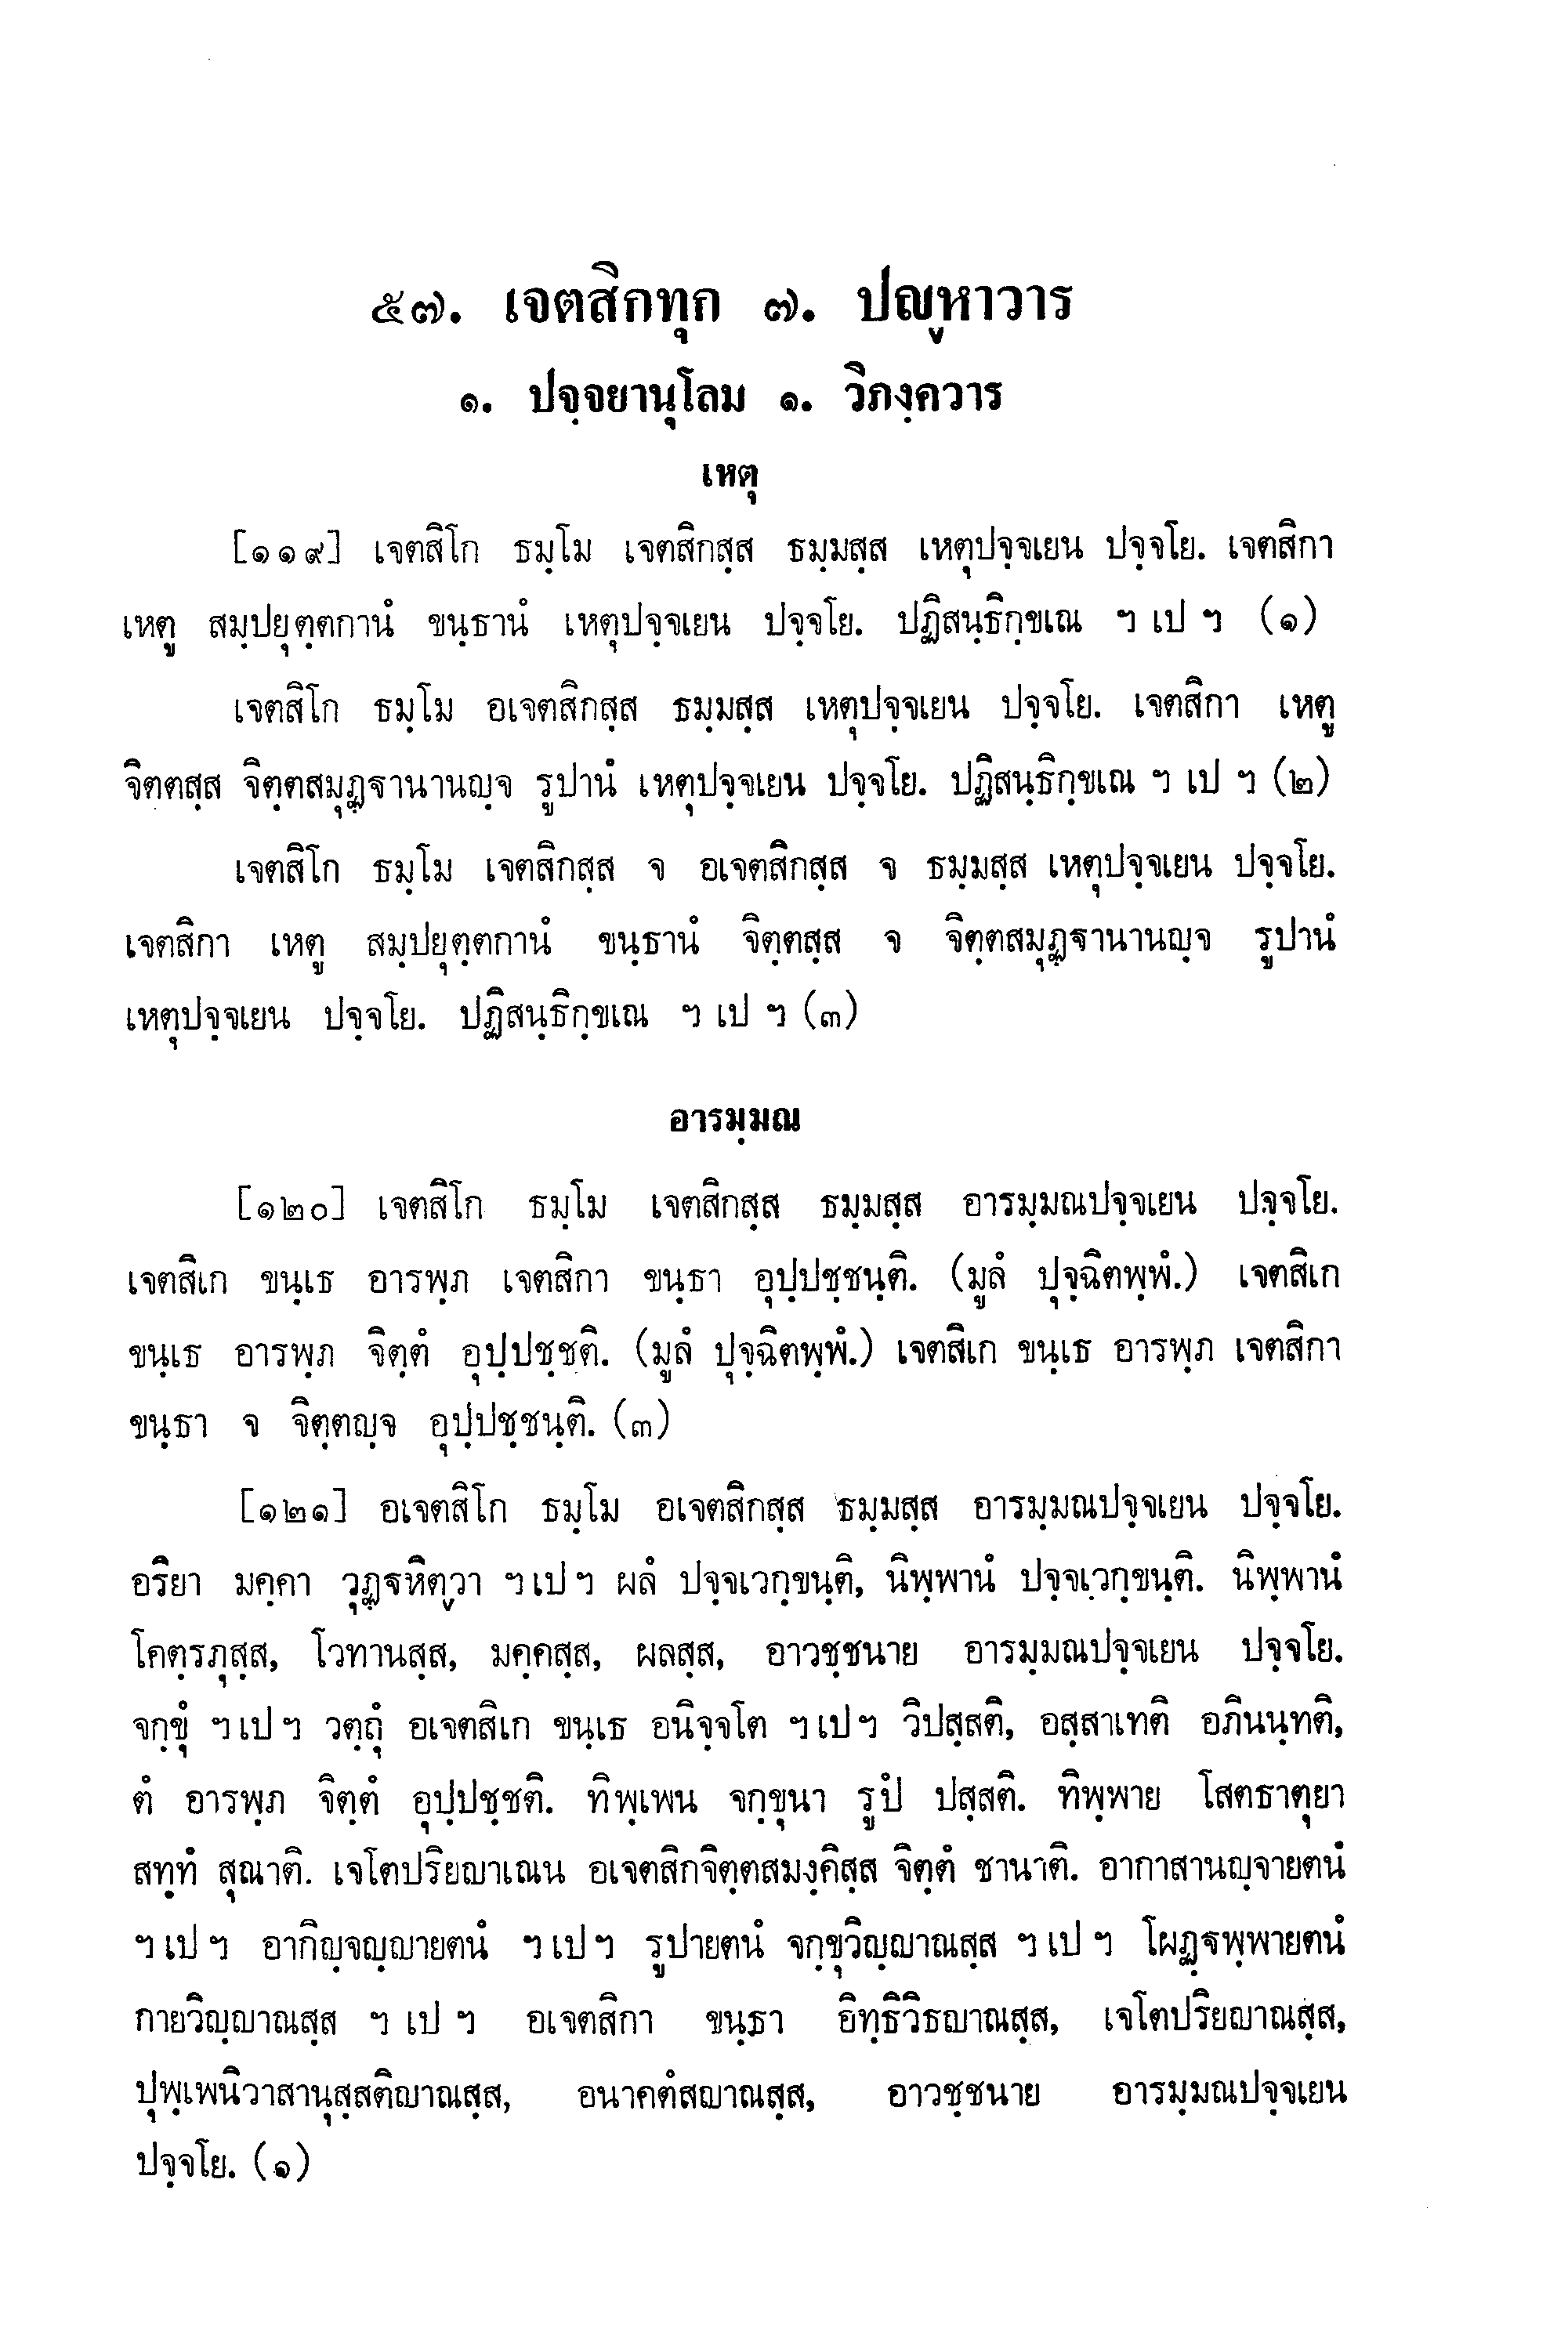 ๕๗. เจตสิกทุก ๗. ปญฺหาวาร
๑. ปจฺจยานุโลม ๑. วิภงฺควาร
เหตุ
[๑๑๙] เจตสิโก ธมฺโม เจตสิกสฺส ธมฺมสฺส เหตุปจฺจเยน ปจฺจโย. เจตสิกา
เหตู สมฺปยุตฺตกานํ ขนฺธานํ เหตุปจฺจเยน ปจฺจโย. ปฏิสนฺธิกฺขเณ ฯ เป ฯ (๑)
เจตสิโก ธมฺโม อเจตสิกสฺส ธมฺมสฺส เหตุปจฺจเยน ปจฺจโย. เจตสิกา เหตู
จิตตสฺส จิตฺตสมุฏฺฐานานญฺจ รูปานํ เหตุปจฺจเยน ปจฺจโย. ปฏิสนฺธิกฺขเณ ฯ เป ฯ (๒)
เจตสิโก ธมฺโม เจตสิกสฺส จ อเจตสิกสฺส จ ธมฺมสฺส เหตุปจฺจเยน ปจฺจโย.
เจตสิกา เหตู สมฺปยุตฺตกานํ ขนฺธานํ จิตฺตสฺส จ จิตฺตสมุฏฺฐานานญฺจ รูปานํ
เหตุปจฺจเยน ปจฺจโย. ปฏิสนฺธิกฺขเณ ฯ เป ฯ (๓)
อารมฺมณ
[๑๒๐] เจตสิโก ธมฺโม เจตสิกสฺส ธมฺมสฺส อารมฺมณปจฺจเยน ปจฺจโย.
เจตสิเก ขนฺเธ อารพฺภ เจตสิกา ขนฺธา อุปฺปชฺชนฺติ. (มูลํ ปุจฺฉิตพฺพํ.) เจตสิเก
ขนฺเธ อารพฺภ จิตฺตํ อุปฺปชฺชติ. (มูลํ ปุจฺฉิตพฺพํ.) เจตสิเก ขนฺเธ อารพฺภ เจตสิกา
ขนฺธา จ จิตฺตญฺจ อุปฺปชฺชนฺติ. (๓)
[๑๒๑] อเจตสิโก ธมฺโม อเจตสิกสฺส ธมฺมสฺส อารมฺมณปจฺจเยน ปจฺจโย.
อริยา มคฺคา วุฏฺฐหิตฺวา ฯ เป ฯ ผลํ ปจฺจเวกฺขนฺติ, นิพฺพานํ ปจฺจเวกฺขนฺติ. นิพฺพานํ
โคตฺรภุสฺส, โวทานสฺส, มคฺคสฺส, ผลสฺส, อาวชฺชนาย อารมฺมณปจฺจเยน ปจฺจโย.
จกฺขุํ ฯ เป ฯ วตฺถุํ อเจตสิเก ขนฺเธ อนิจฺจโต ฯ เป ฯ วิปสฺสติ, อสฺสาเทติ อภินนฺทติ,
ตํ อารพฺภ จิตฺตํ อุปฺปชฺชติ. ทิพฺเพน จกฺขุนา รูปํ ปสฺสติ. ทิพฺพาย โสตธาตุยา
สทฺทํ สุณาติ. เจโตปริยญาเณน อเจตสิกจิตฺตสมงฺคิสฺส จิตฺตํ ชานาติ. อากาสานญฺจายตนํ
ฯ เป ฯ อากิญฺจญฺญายตนํ ฯ เป ฯ รูปายตนํ จกฺขุวิญฺญาณสฺส ฯ เป ฯ โผฏฺฐพฺพายตนํ
กายวิญฺญาณสฺส ฯ เป ฯ อเจตสิกา ขนฺธา อิทฺธิวิธญาณสฺส, เจโตปริยญาณสฺส,
ปุพฺเพนิวาสานุสฺสติญาณสฺส, อนาคตํสญาณสฺส, อาวชฺชนาย อารมฺมณปจฺจเยน
ปจฺจโย. (๑)